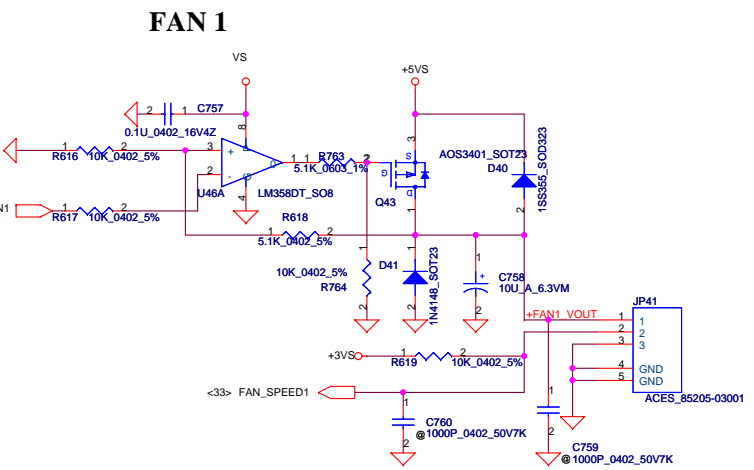 FAN 1
VS
+5VS
2 1 C757
0.1U_0402_16V4Z
8
3
AOS3401_SOT23
D40
1SS355_SOD323
1 2
R616 10K_0402_5%
3 + O 1 1 R763 2
5.1K_0603_1%
S
G
D
2 -
P
G
4
U46A LM358DT_SO8
Q43
1
2
N1 1 2
R617 10K_0402_5%
R618
1 2
5.1K_0402_5%
10K_0402_5%
R764
1
2
D41
1
2
1N4148_SOT23
1
+
2
C758
10U_A_6.3VM
JP41
+FAN1_VOUT
1 1
2 2
3 3
4 GND
5 GND
ACES_85205-03001
+3VS 1 2
R619 10K_0402_5%
<33> FAN_SPEED1
1
2
C760
@1000P_0402_50V7K
1
2
C759
@1000P_0402_50V7K